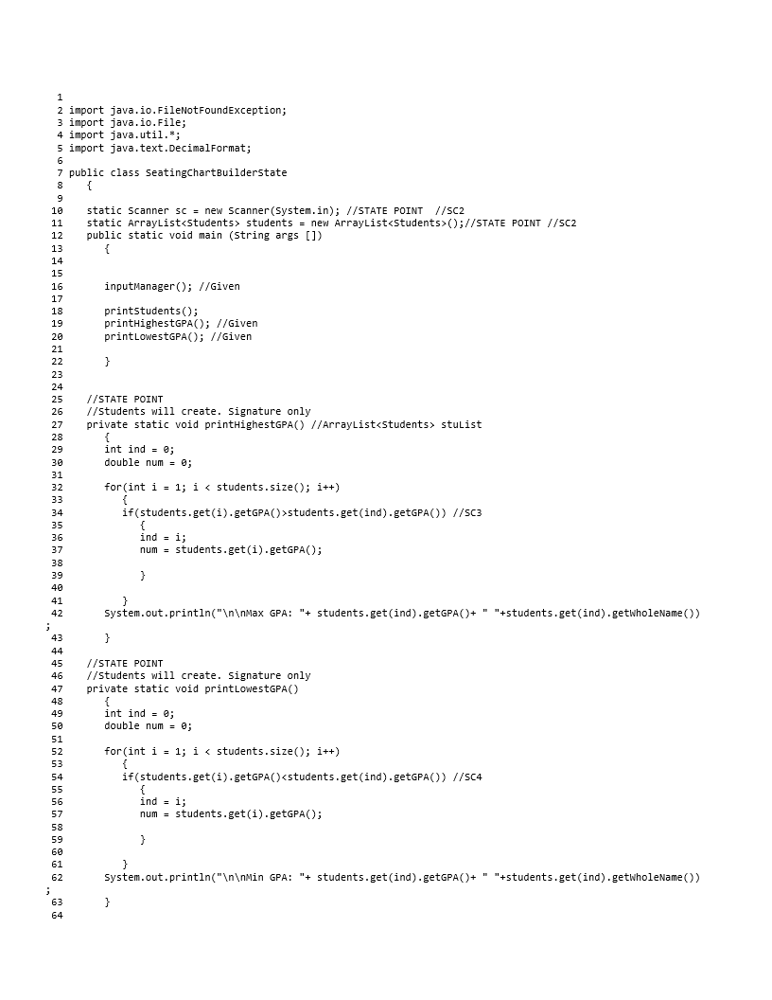 1
2 import java.io.FileNotFoundException;
3 import java.io.File;
4 import java.util.*;
5 import java.text.DecimalFormat;
6
7 public class SeatingChartBuilderState
8    {
9
10    static Scanner sc = new Scanner(System.in); //STATE POINT  //SC2
11    static ArrayList<Students> students = new ArrayList<Students>();//STATE POINT //SC2
12    public static void main (String args [])
13       {
14
15
16       inputManager(); //Given
17
18       printStudents();
19       printHighestGPA(); //Given
20       printLowestGPA(); //Given
21
22       }
23
24
25    //STATE POINT
26    //Students will create. Signature only
27    private static void printHighestGPA() //ArrayList<Students> stuList
28       {
29       int ind = 0;
30       double num = 0;
31
32       for(int i = 1; i < students.size(); i++)
33          {
34          if(students.get(i).getGPA()>students.get(ind).getGPA()) //SC3
35             {
36             ind = i;
37             num = students.get(i).getGPA();
38
39             }
40
41          }
42       System.out.println("\n\nMax GPA: "+ students.get(ind).getGPA()+ " "+students.get(ind).getWholeName())
;
43       }
44
45    //STATE POINT
46    //Students will create. Signature only
47    private static void printLowestGPA()
48       {
49       int ind = 0;
50       double num = 0;
51
52       for(int i = 1; i < students.size(); i++)
53          {
54          if(students.get(i).getGPA()<students.get(ind).getGPA()) //SC4
55             {
56             ind = i;
57             num = students.get(i).getGPA();
58
59             }
60
61          }
62       System.out.println("\n\nMin GPA: "+ students.get(ind).getGPA()+ " "+students.get(ind).getWholeName())
;
63       }
64